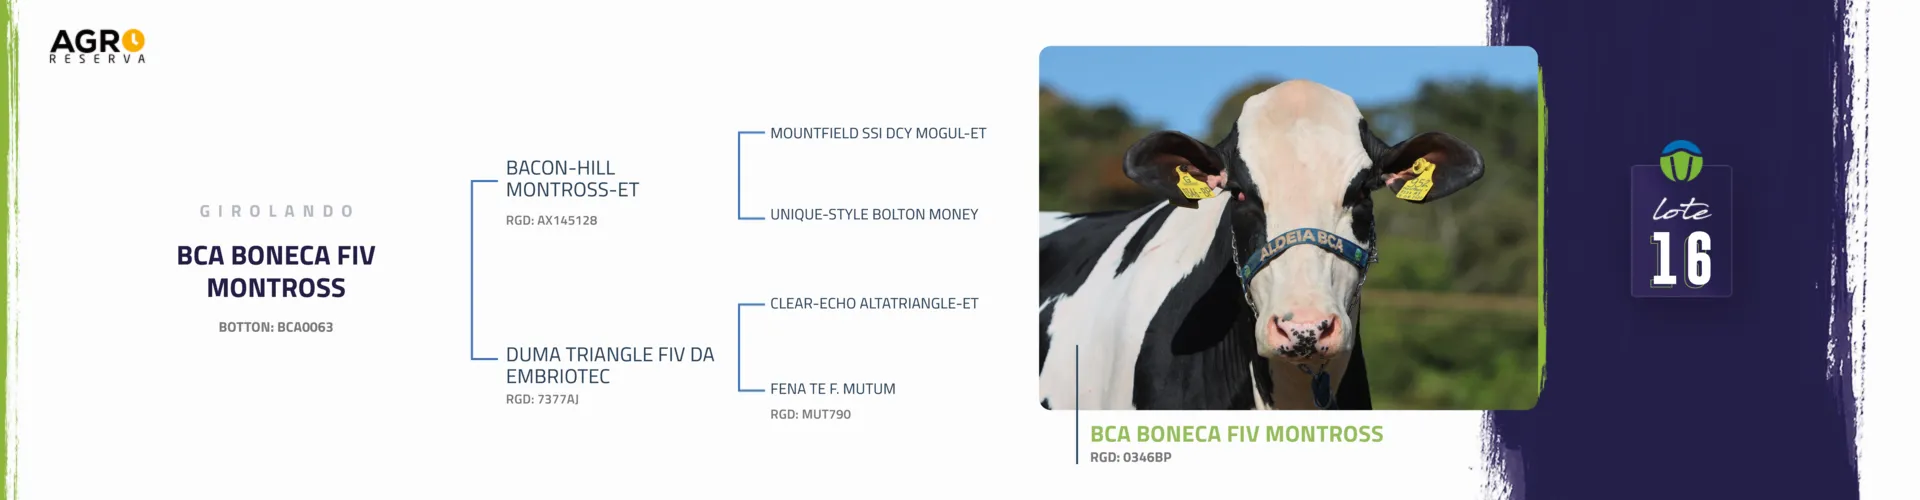 AGRO
RESERVA
GIROLANDO
BCA BONECA FIV
MONTROSS
BOTTON: BCA0063
BACON-HILL
MONTROSS-ET
RGD: AX145128
DUMA TRIANGLE FIV DA
EMBRIOTEC
RGD: 7377AJ
MOUNTFIELD SSI DCY MOGUL-ET
UNIQUE-STYLE BOLTON MONEY
CLEAR-ECHO ALTATRIANGLE-ET
FENA TE F. MUTUM
RGD: MUT790
ALDEIA BCA
BCA BONECA FIV MONTROSS
RGD: 0346BP
lote
16